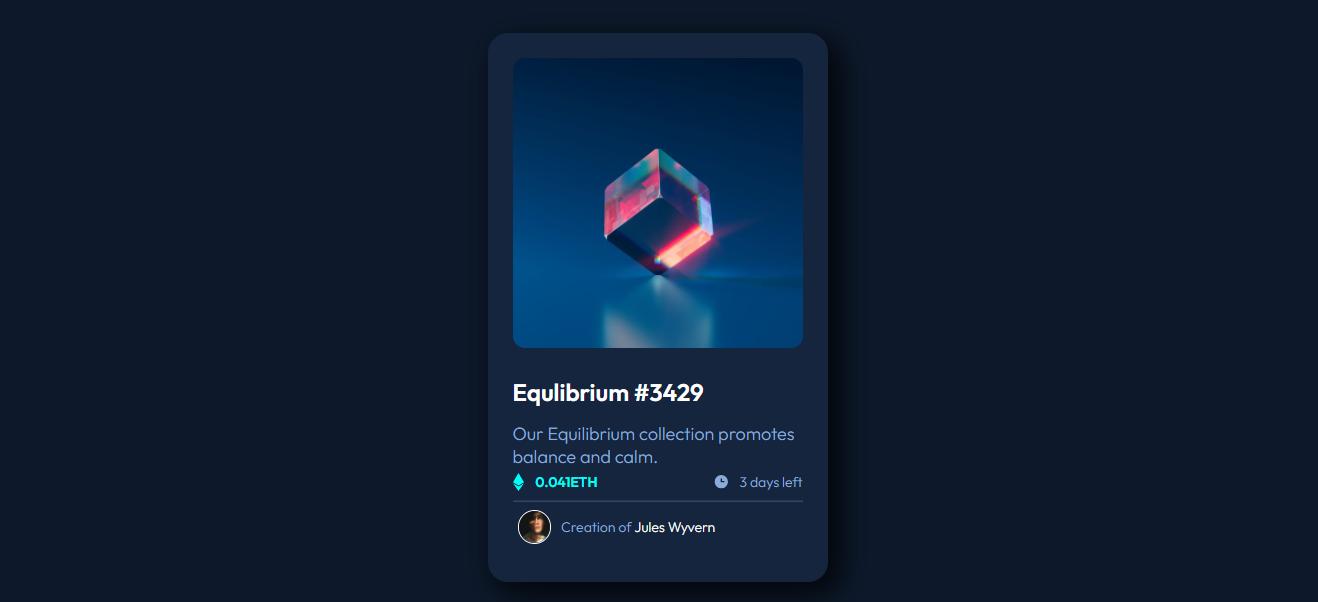 Equlibrium #3429
Our Equilibrium collection promotes
balance and calm.
0.041ETH 3 days left
Creation of Jules Wyvern